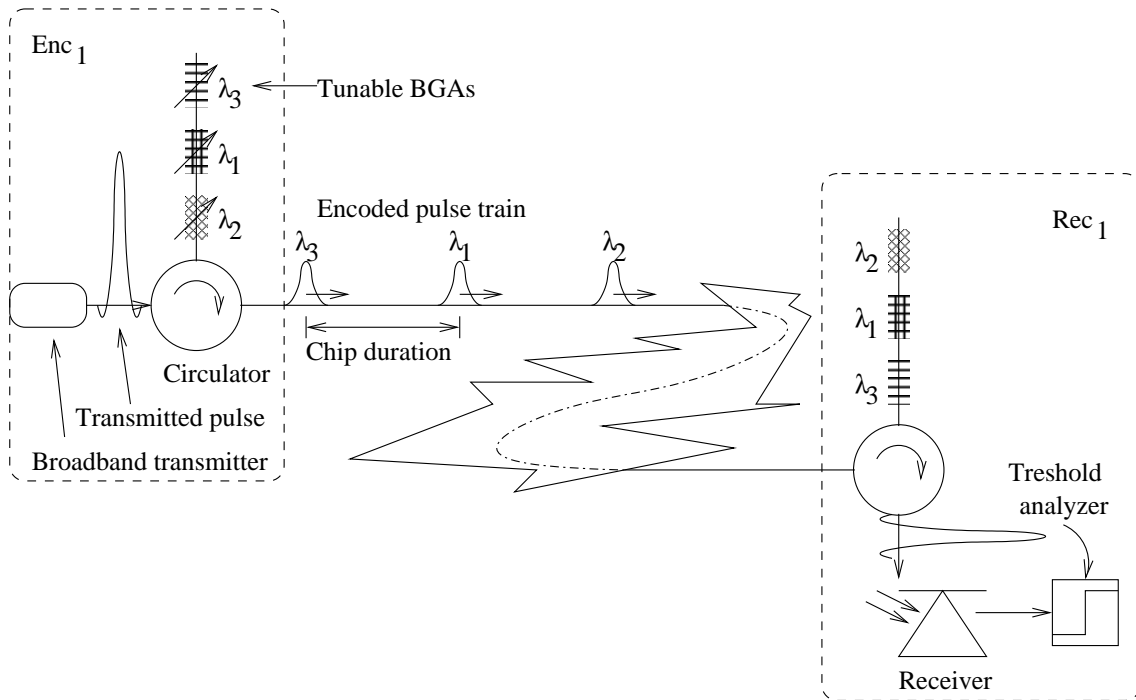 Enc 1
λ3
Tunable BGAs
λ1
λ2
Encoded pulse train
λ3
λ1
λ2
Chip duration
Circulator
Transmitted pulse
Broadband transmitter
Rec 1
λ2
λ1
λ3
Treshold
analyzer
Receiver